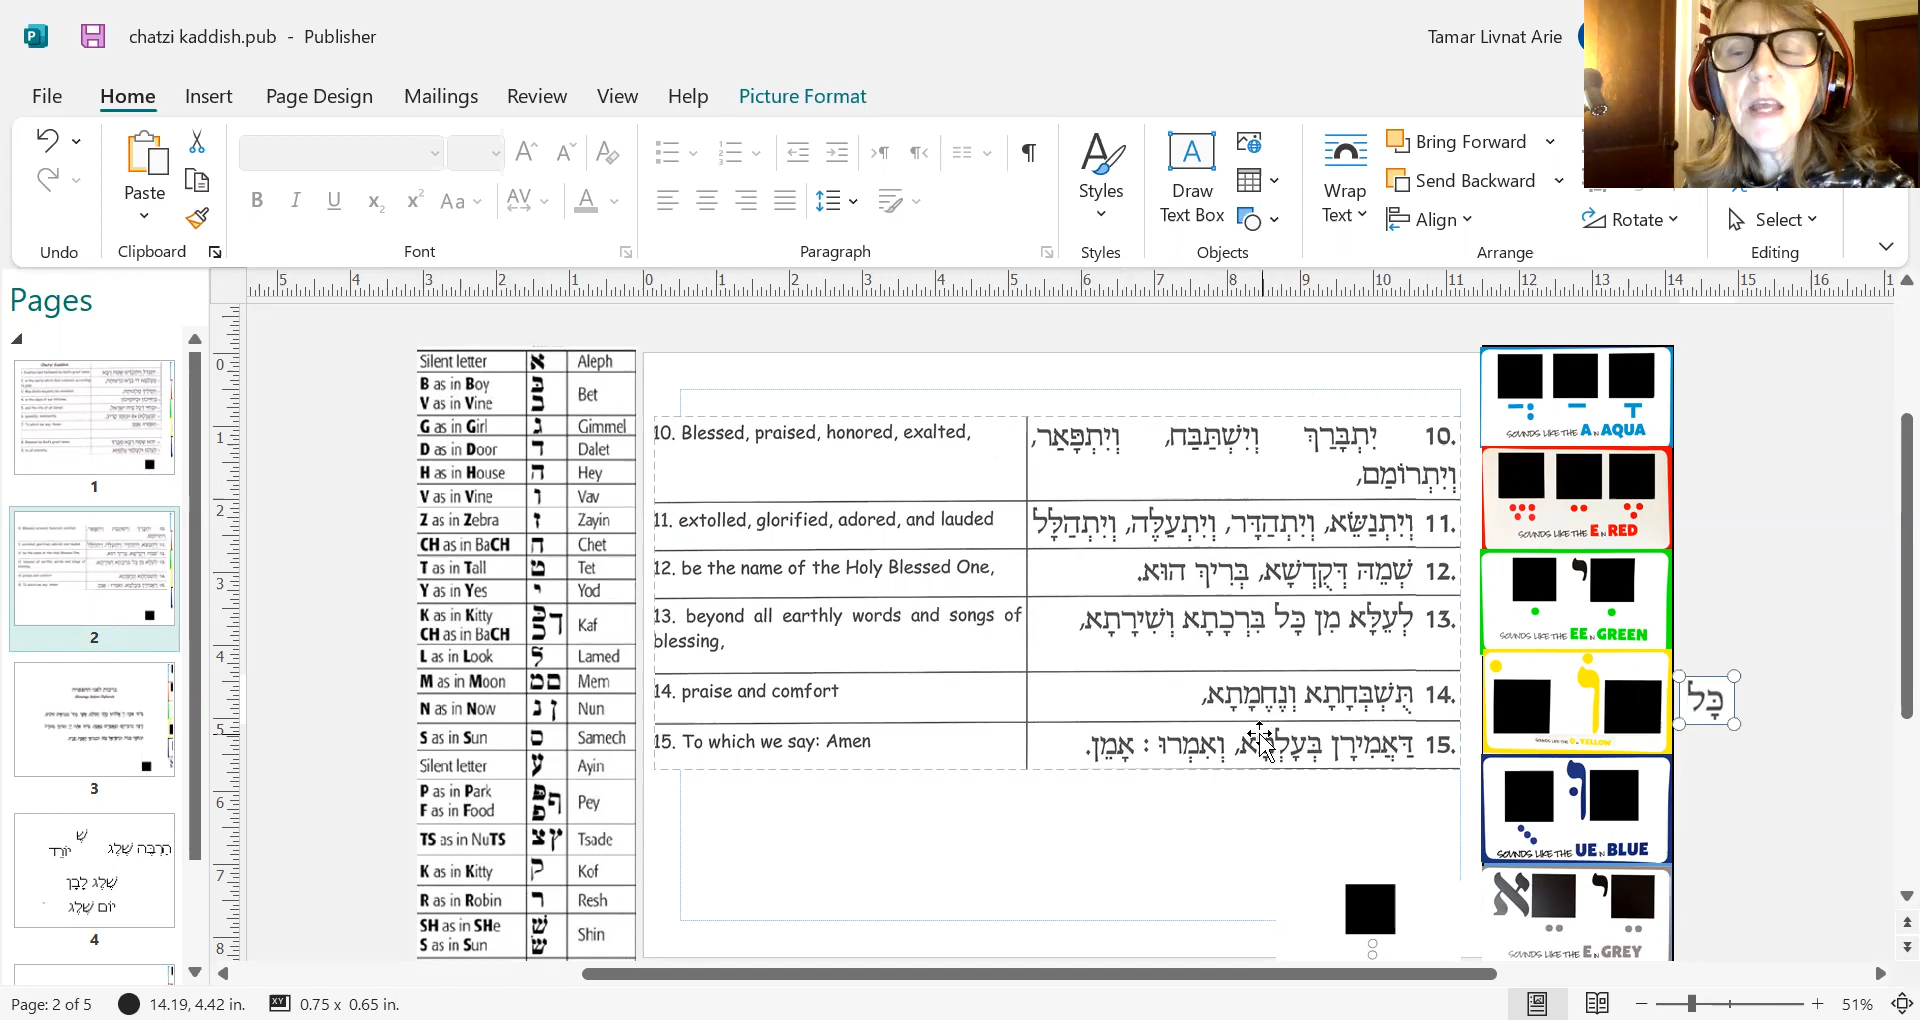 chatzi kaddish.pub - Publisher
Tamar Livnat Arie
File Home Insert Page Design Mailings Review View Help Picture Format
Paste
Styles
Draw Text Box
Wrap Text
Bring Forward
Send Backward
Align
Rotate
Select
Undo Clipboard Font Paragraph Styles Objects Arrange Editing
Pages
1
2
3
4
Silent letter א Aleph
B as in Boy
V as in Vine
בּ ב Bet
G as in Girl ג Gimmel
D as in Door ד Dalet
H as in House ה Hey
V as in Vine ו Vav
Z as in Zebra ז Zayin
CH as in BaCH ח Chet
T as in Tall ט Tet
Y as in Yes י Yod
K as in Kitty
CH as in BaCH
Kaf
L as in Look ל Lamed
M as in Moon מ ם Mem
N as in Now נ ן Nun
S as in Sun ס Samech
Silent letter ע Ayin
P as in Park
F as in Food
פּ פ ף Pey
TS as in NuTS צ ץ Tsade
K as in Kitty ק Kof
R as in Robin ר Resh
SH as in SHe
S as in Sun
שׁ שׂ Shin
10. Blessed, praised, honored, exalted,
10. יִתְבָּרַךְ וְיִשְׁתַּבַּח, וְיִתְפָּאַר,
וְיִתְרוֹמַם,
11. extolled, glorified, adored, and lauded
11. וְיִתְנַשֵּׂא, וְיִתְהַדָּר, וְיִתְעַלֶּה, וְיִתְהַלָּל
12. be the name of the Holy Blessed One,
12. שְׁמֵהּ דְּקֻדְשָׁא, בְּרִיךְ הוּא.
13. beyond all earthly words and songs of
blessing,
13. לְעֵלָּא מִן כָּל בִּרְכָתָא וְשִׁירָתָא,
14. praise and comfort
14. תֻּשְׁבְּחָתָא וְנֶחֱמָתָא,
15. To which we say: Amen
15. דַּאֲמִירָן בְּעָלְמָא, וְאִמְרוּ : אָמֵן.
SOUNDS LIKE THE A IN AQUA
SOUNDS LIKE THE E IN RED
SOUNDS LIKE THE EE IN GREEN
SOUNDS LIKE THE O IN YELLOW
SOUNDS LIKE THE UE IN BLUE
SOUNDS LIKE THE E IN GREY
כָּל
הַרְבֵּה שֶׁלֶג יוֹרֵד
שֶׁלֶג לָבָן
יוֹם שֶׁלֶג
Page: 2 of 5 14.19, 4.42 in. 0.75 x 0.65 in. 51%